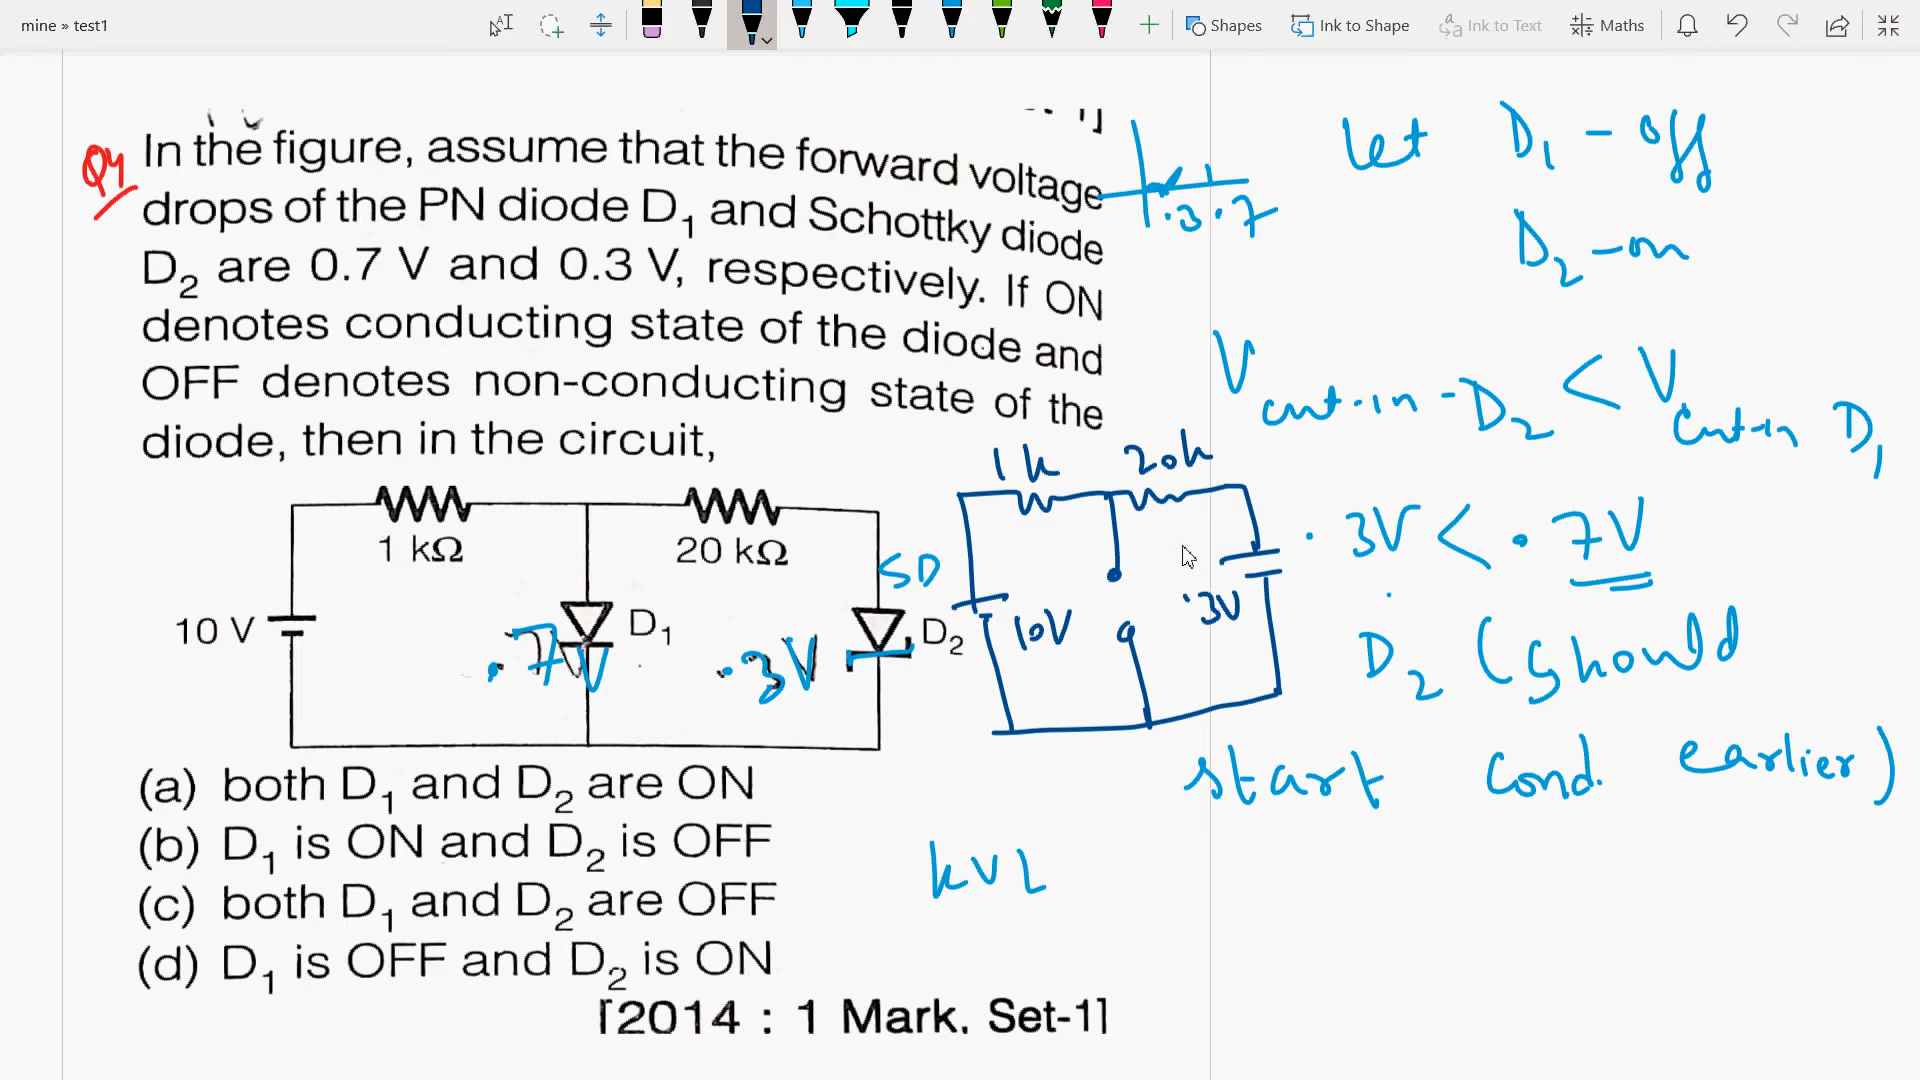 mine » test1
Shapes
Ink to Shape
Ink to Text
Maths
Q4
In the figure, assume that the forward voltage
drops of the PN diode D1 and Schottky diode
D2 are 0.7 V and 0.3 V, respectively. If ON
denotes conducting state of the diode and
OFF denotes non-conducting state of the
diode, then in the circuit,
1 kΩ
20 kΩ
10 V
D1
D2
.7V
.3V
SD
(a) both D1 and D2 are ON
(b) D1 is ON and D2 is OFF
(c) both D1 and D2 are OFF
(d) D1 is OFF and D2 is ON
[2014 : 1 Mark. Set-1]
.3 .7
1k
20k
10V
.3V
KVL
let D1 - off
D2 - on
Vcut-in - D2 < Vcut-in D1
.3V < .7V
D2 (should
start cond. earlier)